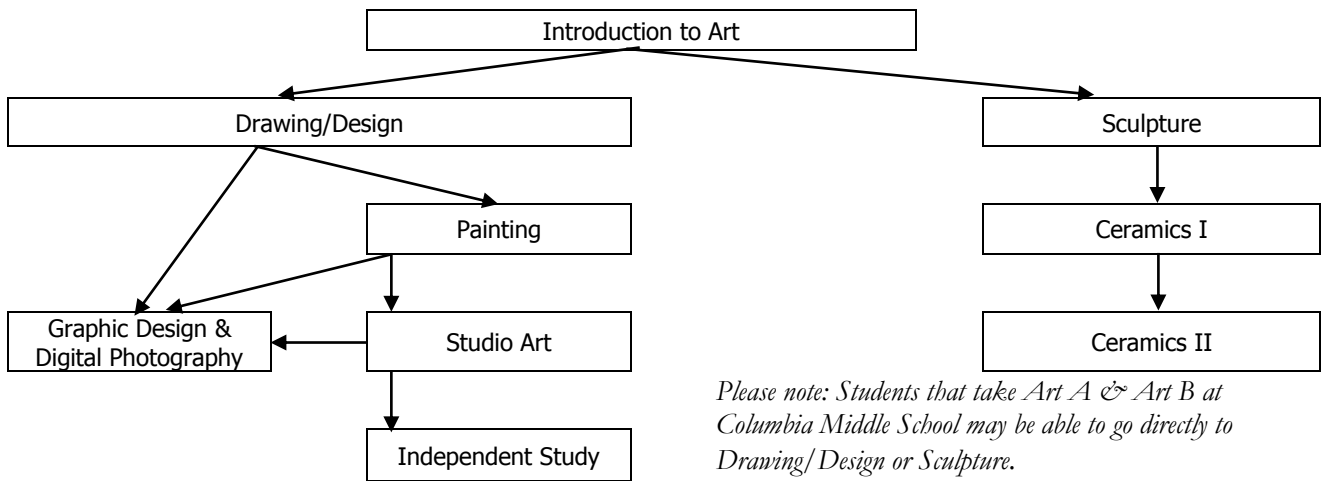 Introduction to Art
Drawing/Design
Sculpture
Painting
Ceramics I
Graphic Design &
Digital Photography
Studio Art
Ceramics II
Please note: Students that take Art A & Art B at
Columbia Middle School may be able to go directly to
Drawing/Design or Sculpture.
Independent Study